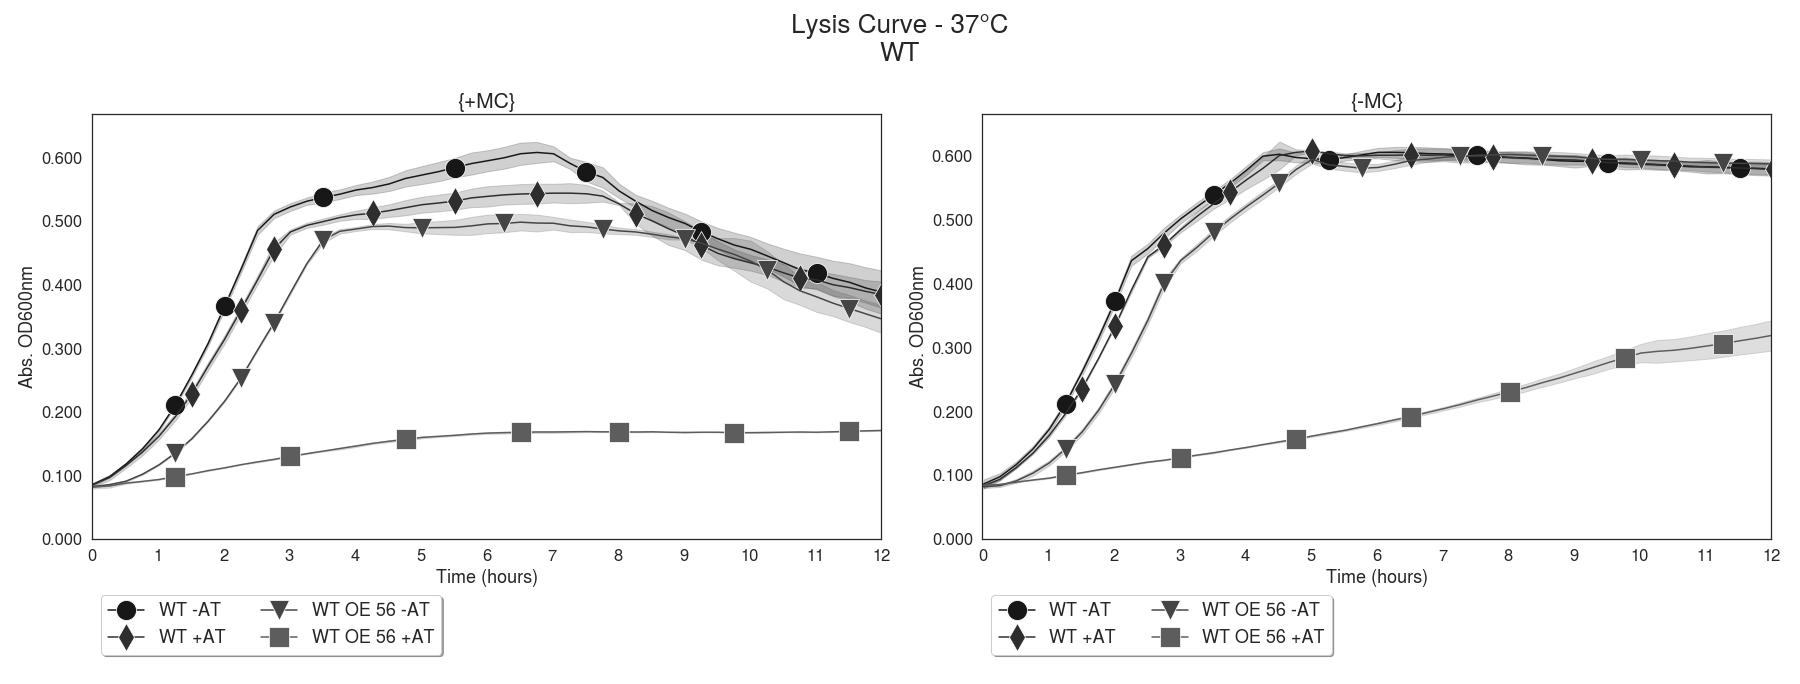 Lysis Curve - 37°C
WT
{+MC}
Abs. OD600nm
0.600
0.500
0.400
0.300
0.200
0.100
0.000
0 1 2 3 4 5 6 7 8 9 10 11 12
Time (hours)
WT -AT
WT +AT
WT OE 56 -AT
WT OE 56 +AT
{-MC}
Abs. OD600nm
0.600
0.500
0.400
0.300
0.200
0.100
0.000
0 1 2 3 4 5 6 7 8 9 10 11 12
Time (hours)
WT -AT
WT +AT
WT OE 56 -AT
WT OE 56 +AT